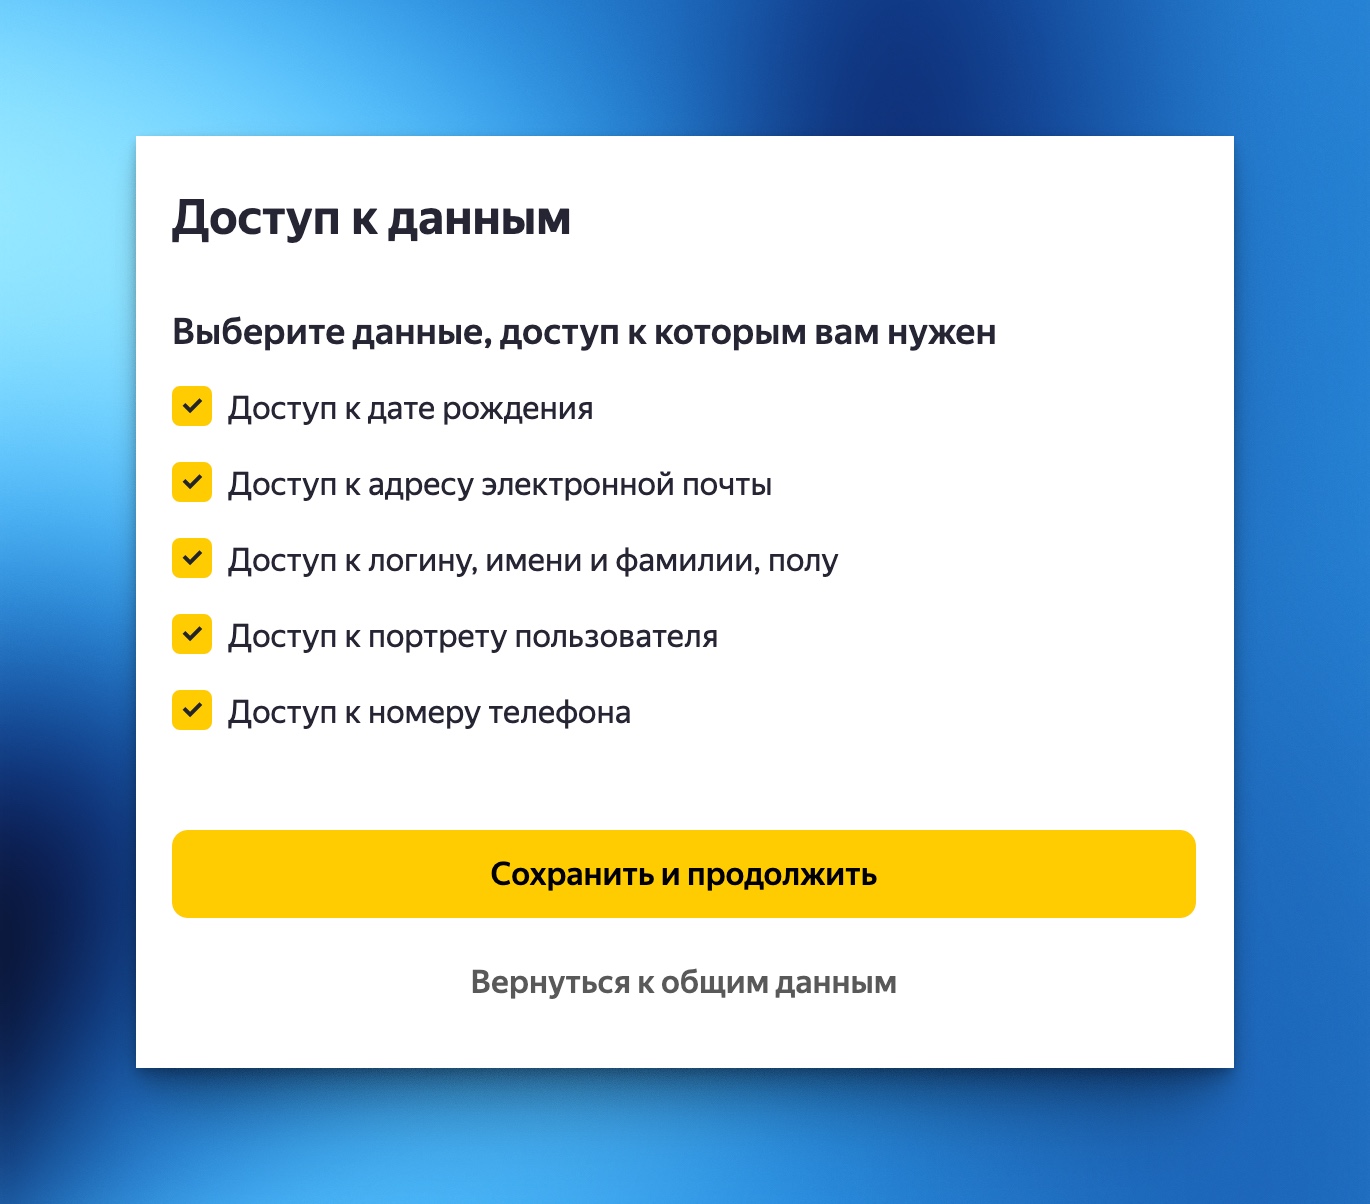 Доступ к данным
Выберите данные, доступ к которым вам нужен
Доступ к дате рождения
Доступ к адресу электронной почты
Доступ к логину, имени и фамилии, полу
Доступ к портрету пользователя
Доступ к номеру телефона
Сохранить и продолжить
Вернуться к общим данным